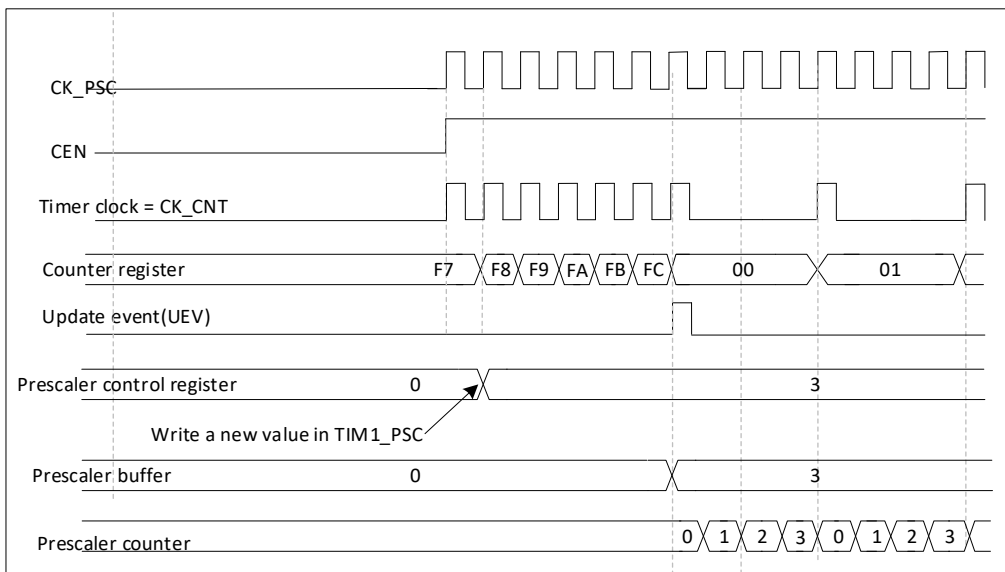 CK_PSC
CEN
Timer clock = CK_CNT
Counter register F7 F8 F9 FA FB FC 00 01
Update event(UEV)
Prescaler control register 0 3
Write a new value in TIM1_PSC
Prescaler buffer 0 3
Prescaler counter 0 1 2 3 0 1 2 3